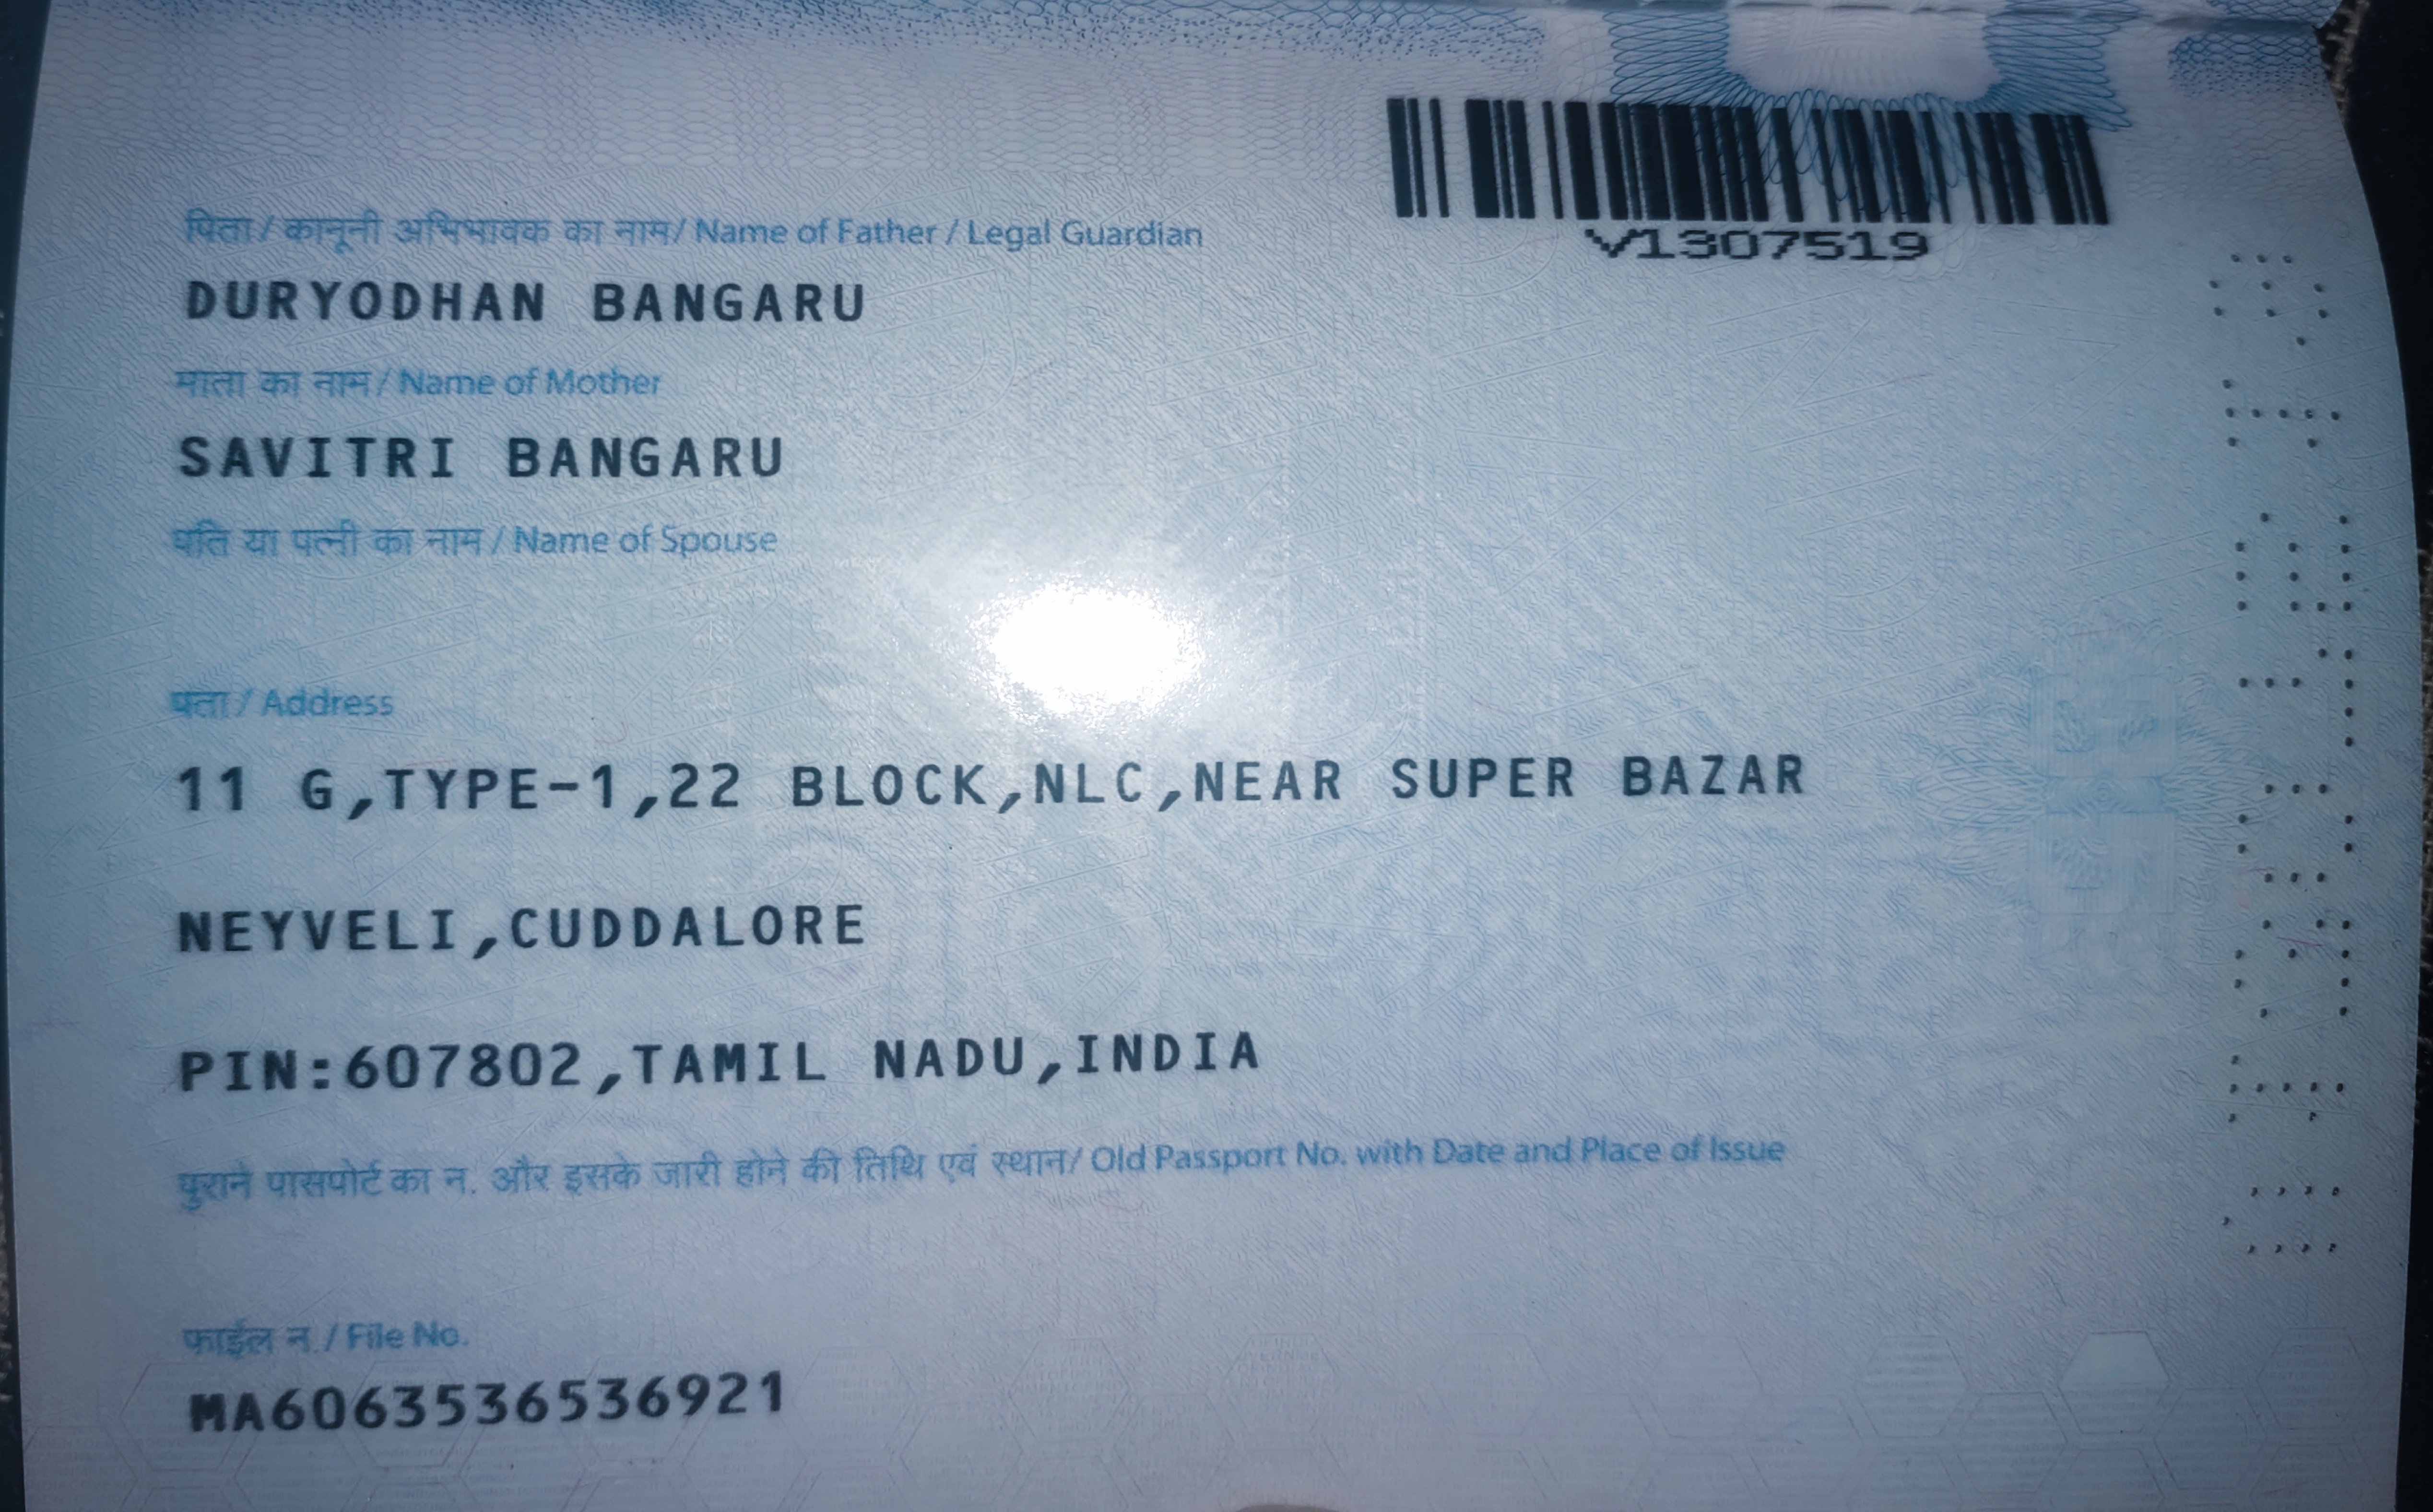 V1307519
पिता / कानूनी अभिभावक का नाम / Name of Father / Legal Guardian
DURYODHAN BANGARU
माता का नाम / Name of Mother
SAVITRI BANGARU
पति या पत्नी का नाम / Name of Spouse
पता / Address
11 G,TYPE-1,22 BLOCK,NLC,NEAR SUPER BAZAR
NEYVELI,CUDDALORE
PIN:607802,TAMIL NADU,INDIA
पुराने पासपोर्ट का न. और इसके जारी होने की तिथि एवं स्थान/ Old Passport No. with Date and Place of Issue
फाईल न./ File No.
MA6063536536921